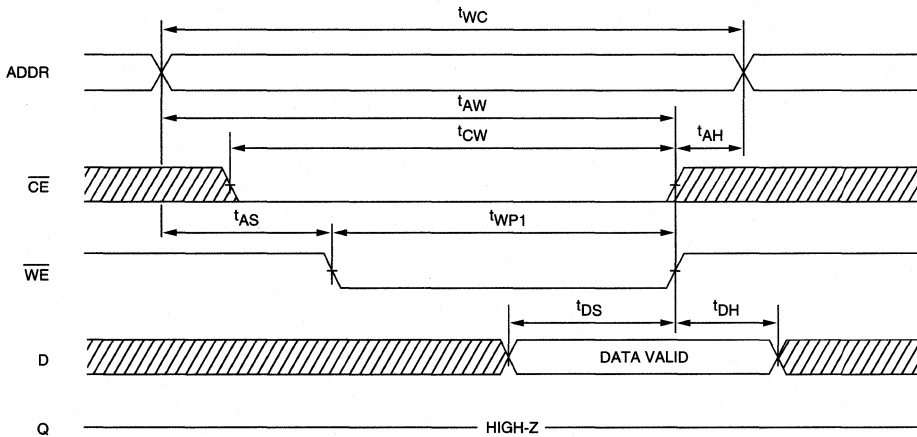 tWC
ADDR
tAW
tCW
tAH
CE
tAS
tWP1
WE
tDS
tDH
D
DATA VALID
Q
HIGH-Z